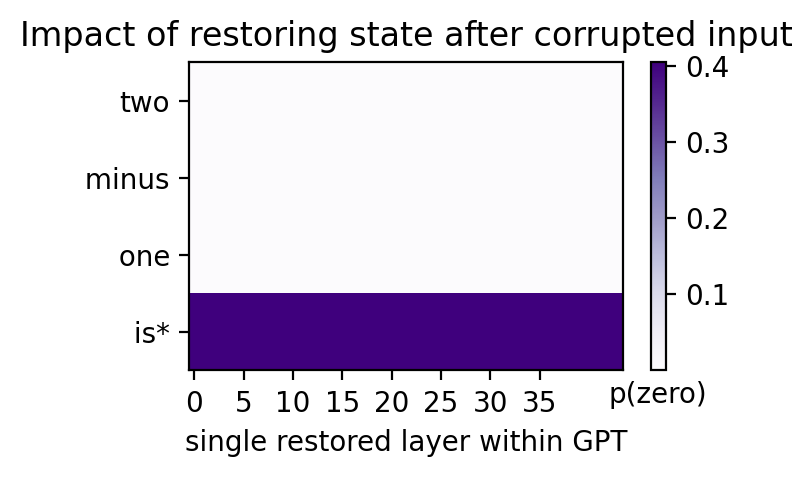 Impact of restoring state after corrupted input
two
minus
one
is*
0 5 10 15 20 25 30 35
single restored layer within GPT
0.4
0.3
0.2
0.1
p(zero)